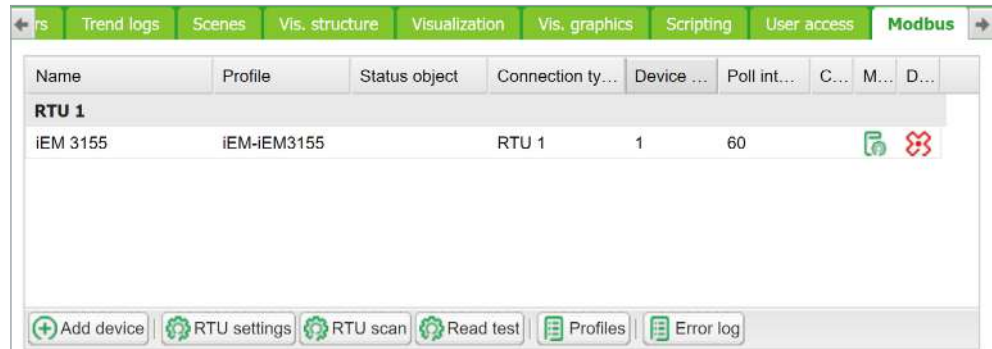 rs Trend logs Scenes Vis. structure Visualization Vis. graphics Scripting User access Modbus
Name Profile Status object Connection ty... Device ... Poll int... C... M... D...
RTU 1
iEM 3155 iEM-iEM3155 RTU 1 1 60
Add device RTU settings RTU scan Read test Profiles Error log